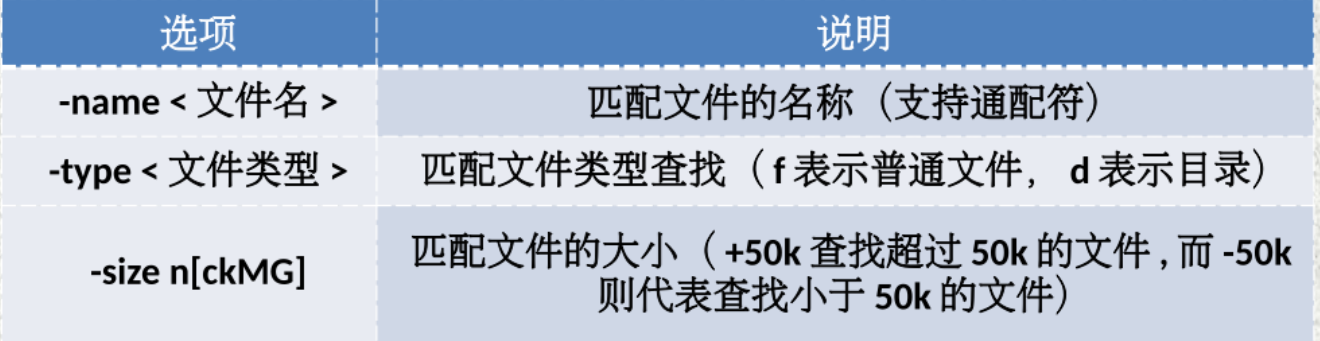 选项 说明
-name < 文件名 > 匹配文件的名称（支持通配符）
-type < 文件类型 > 匹配文件类型查找（ f 表示普通文件， d 表示目录）
-size n[ckMG] 匹配文件的大小（ +50k 查找超过 50k 的文件 , 而 -50k
则代表查找小于 50k 的文件）